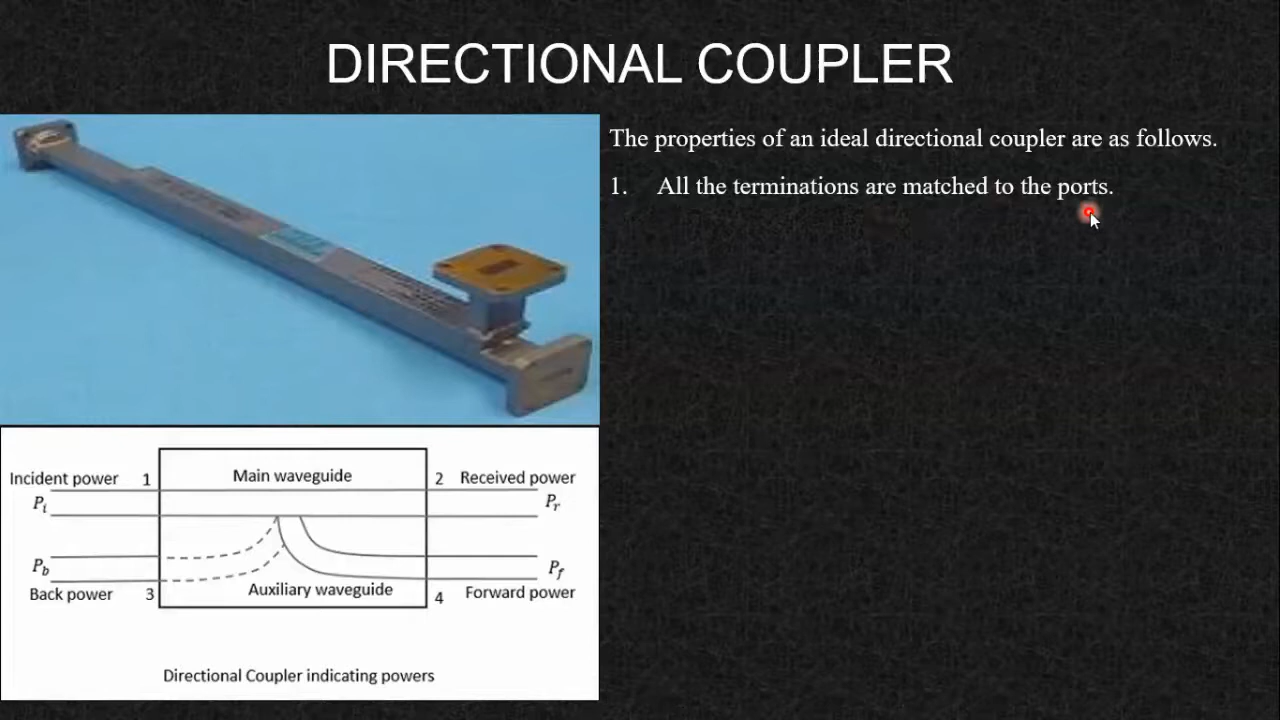 DIRECTIONAL COUPLER
The properties of an ideal directional coupler are as follows.
1. All the terminations are matched to the ports.
Incident power 1 Main waveguide 2 Received power
Pi Pr
Pb Pf
Back power 3 Auxiliary waveguide 4 Forward power
Directional Coupler indicating powers